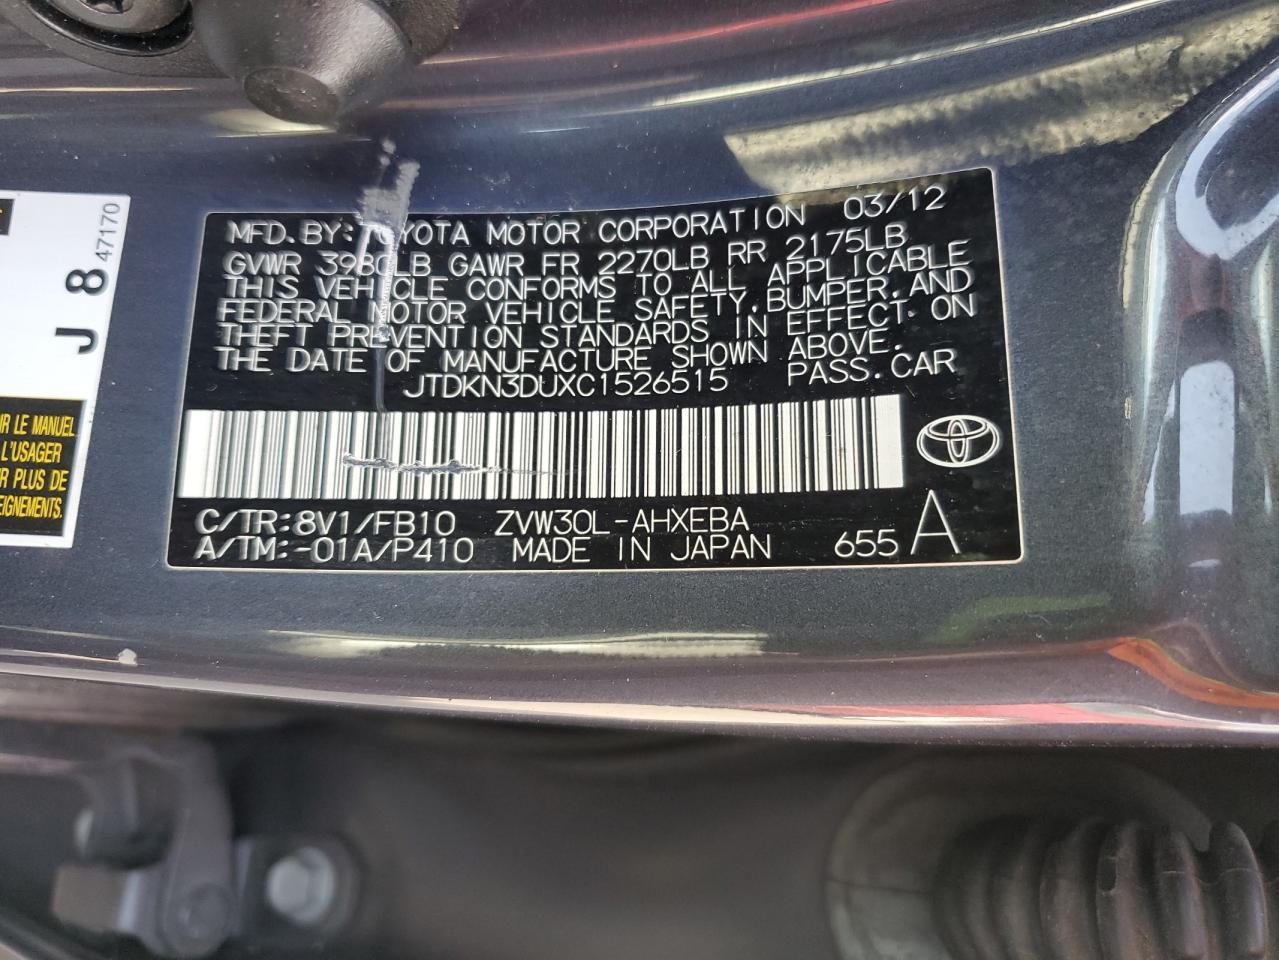 MFD.BY:TOYOTA MOTOR CORPORATION 03/12
GVWR 3980LB GAWR FR 2270LB RR 2175LB
THIS VEHICLE CONFORMS TO ALL APPLICABLE
FEDERAL MOTOR VEHICLE SAFETY,BUMPER,AND
THEFT PREVENTION STANDARDS IN EFFECT ON
THE DATE OF MANUFACTURE SHOWN ABOVE.
JTDKN3DUXC1526515 PASS.CAR
C/TR:8V1/FB10 ZVW30L-AHXEBA
A/TM:-01A/P410 MADE IN JAPAN 655 A
J 8
47170
LE MANUEL
L'USAGER
PLUS DE